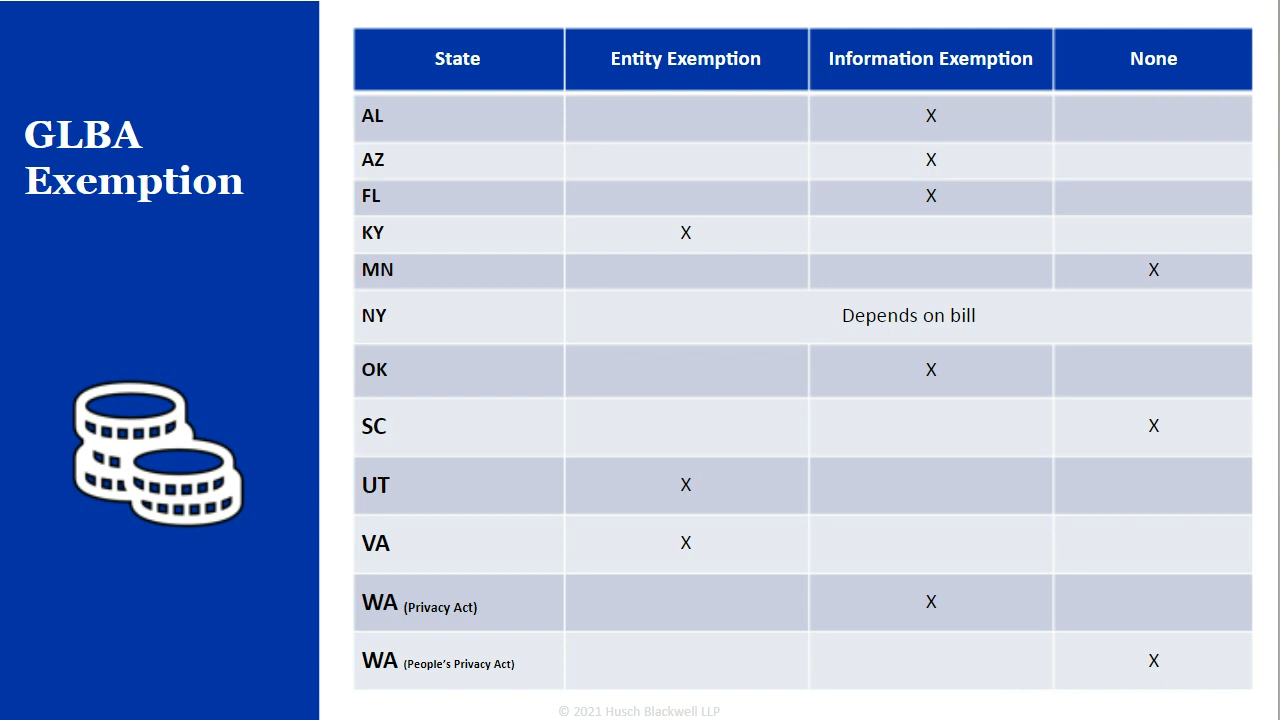 GLBA
Exemption
State Entity Exemption Information Exemption None
AL X
AZ X
FL X
KY X
MN X
NY Depends on bill
OK X
SC X
UT X
VA X
WA (Privacy Act) X
WA (People’s Privacy Act) X
© 2021 Husch Blackwell LLP